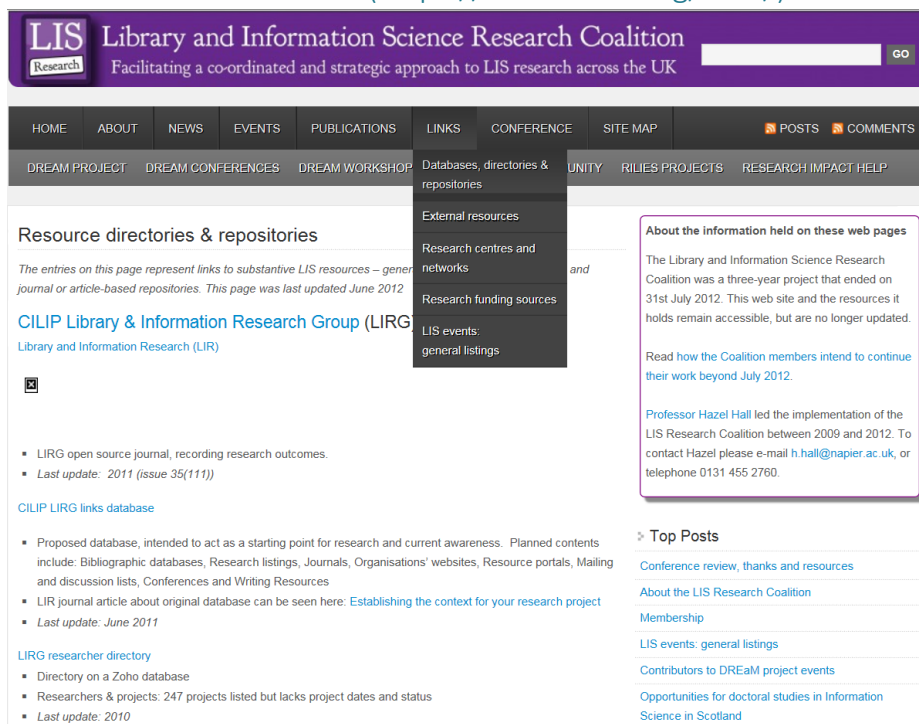 LIS
Research
Library and Information Science Research Coalition
Facilitating a co-ordinated and strategic approach to LIS research across the UK
GO
HOME ABOUT NEWS EVENTS PUBLICATIONS LINKS CONFERENCE SITE MAP POSTS COMMENTS
DREAM PROJECT DREAM CONFERENCES DREAM WORKSHOP UNITY RILIES PROJECTS RESEARCH IMPACT HELP
Databases, directories &
repositories
External resources
Research centres and
networks
Research funding sources
LIS events:
general listings
Resource directories & repositories
The entries on this page represent links to substantive LIS resources – gener and
journal or article-based repositories. This page was last updated June 2012
CILIP Library & Information Research Group (LIRG)
Library and Information Research (LIR)
LIRG open source journal, recording research outcomes.
Last update: 2011 (issue 35(111))
CILIP LIRG links database
Proposed database, intended to act as a starting point for research and current awareness. Planned contents
include: Bibliographic databases, Research listings, Journals, Organisations' websites, Resource portals, Mailing
and discussion lists, Conferences and Writing Resources
LIR journal article about original database can be seen here: Establishing the context for your research project
Last update: June 2011
LIRG researcher directory
Directory on a Zoho database
Researchers & projects: 247 projects listed but lacks project dates and status
Last update: 2010
About the information held on these web pages
The Library and Information Science Research
Coalition was a three-year project that ended on
31st July 2012. This web site and the resources it
holds remain accessible, but are no longer updated.
Read how the Coalition members intend to continue
their work beyond July 2012.
Professor Hazel Hall led the implementation of the
LIS Research Coalition between 2009 and 2012. To
contact Hazel please e-mail h.hall@napier.ac.uk, or
telephone 0131 455 2760.
Top Posts
Conference review, thanks and resources
About the LIS Research Coalition
Membership
LIS events: general listings
Contributors to DREaM project events
Opportunities for doctoral studies in Information
Science in Scotland